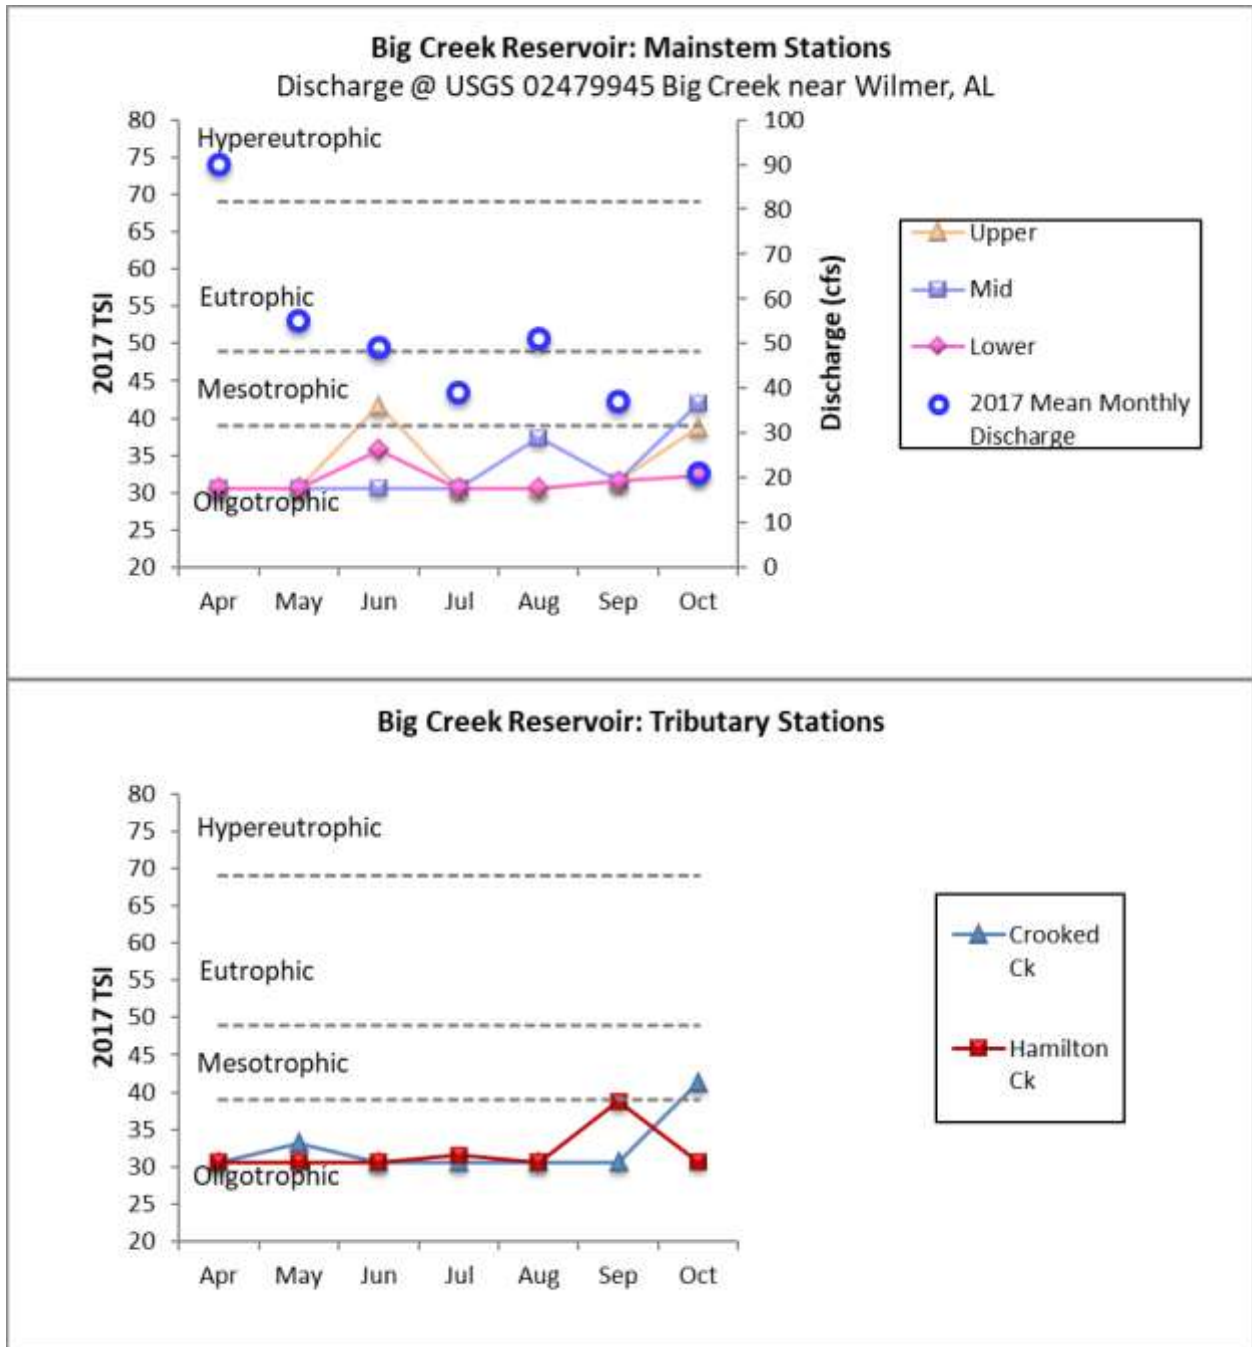 Big Creek Reservoir: Mainstem Stations
Discharge @ USGS 02479945 Big Creek near Wilmer, AL
80
75
70
65
60
55
50
45
40
35
30
25
20
2017 TSI
Hypereutrophic
Eutrophic
Mesotrophic
Oligotrophic
100
90
80
70
60
50
40
30
20
10
0
Discharge (cfs)
Apr May Jun Jul Aug Sep Oct
Upper
Mid
Lower
2017 Mean Monthly
Discharge
Big Creek Reservoir: Tributary Stations
80
75
70
65
60
55
50
45
40
35
30
25
20
2017 TSI
Hypereutrophic
Eutrophic
Mesotrophic
Oligotrophic
Apr May Jun Jul Aug Sep Oct
Crooked
Ck
Hamilton
Ck